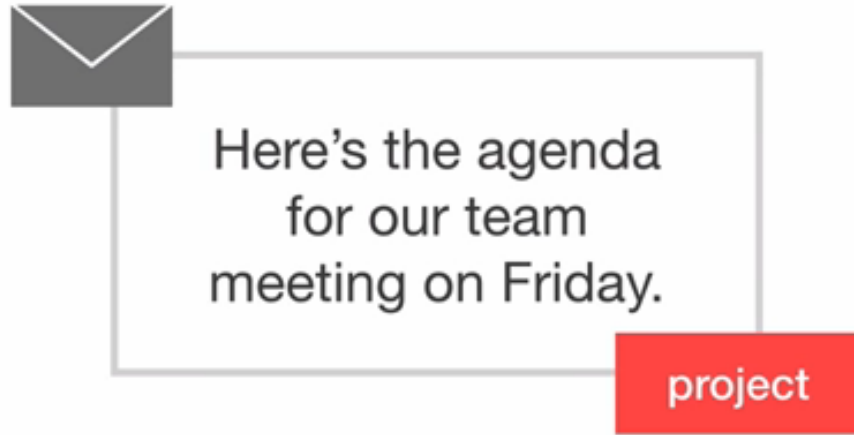 Here’s the agenda
for our team
meeting on Friday.
project